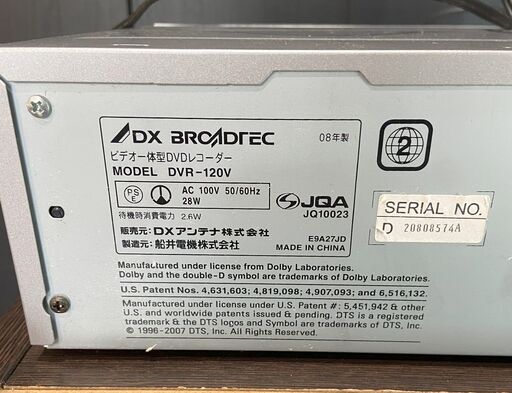 DX BROADTEC
08年製
ビデオ一体型DVDレコーダー
MODEL DVR-120V
PS
E
AC 100V 50/60Hz
28W
JQA
JQ10023
待機時消費電力 2.6W
販売元: DXアンテナ株式会社
製造元: 船井電機株式会社
E9A27JD
MADE IN CHINA
2
SERIAL NO.
D 20808574A
Manufactured under license from Dolby Laboratories.
Dolby and the double-D symbol are trademarks of Dolby Laboratories.
U.S. Patent Nos. 4,631,603; 4,819,098; 4,907,093; and 6,516,132.
Manufactured under license under U.S. Patent #: 5,451,942 & other
U.S. and worldwide patents issued & pending. DTS is a registered
trademark & the DTS logos and Symbol are trademarks of DTS, Inc.
© 1996-2007 DTS, Inc. All Rights Reserved.